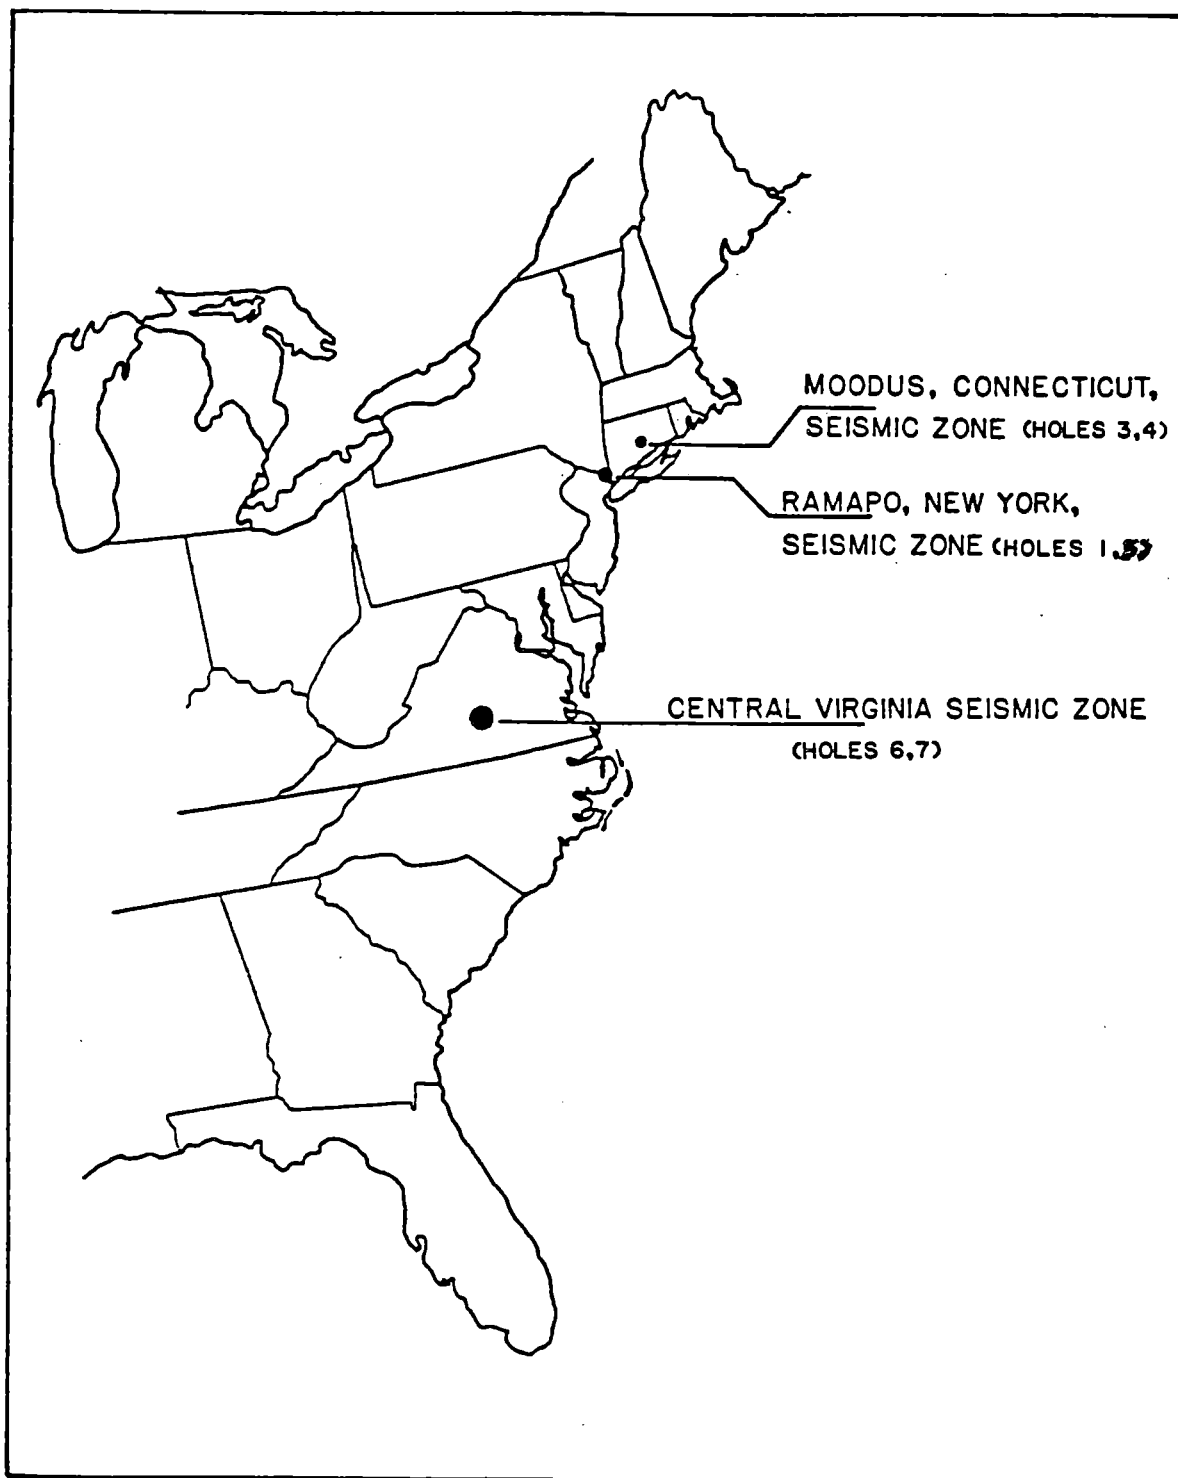 MOODUS, CONNECTICUT,
SEISMIC ZONE (HOLES 3,4)
RAMAPO, NEW YORK,
SEISMIC ZONE (HOLES 1,
CENTRAL VIRGINIA SEISMIC ZONE
(HOLES 6,7)